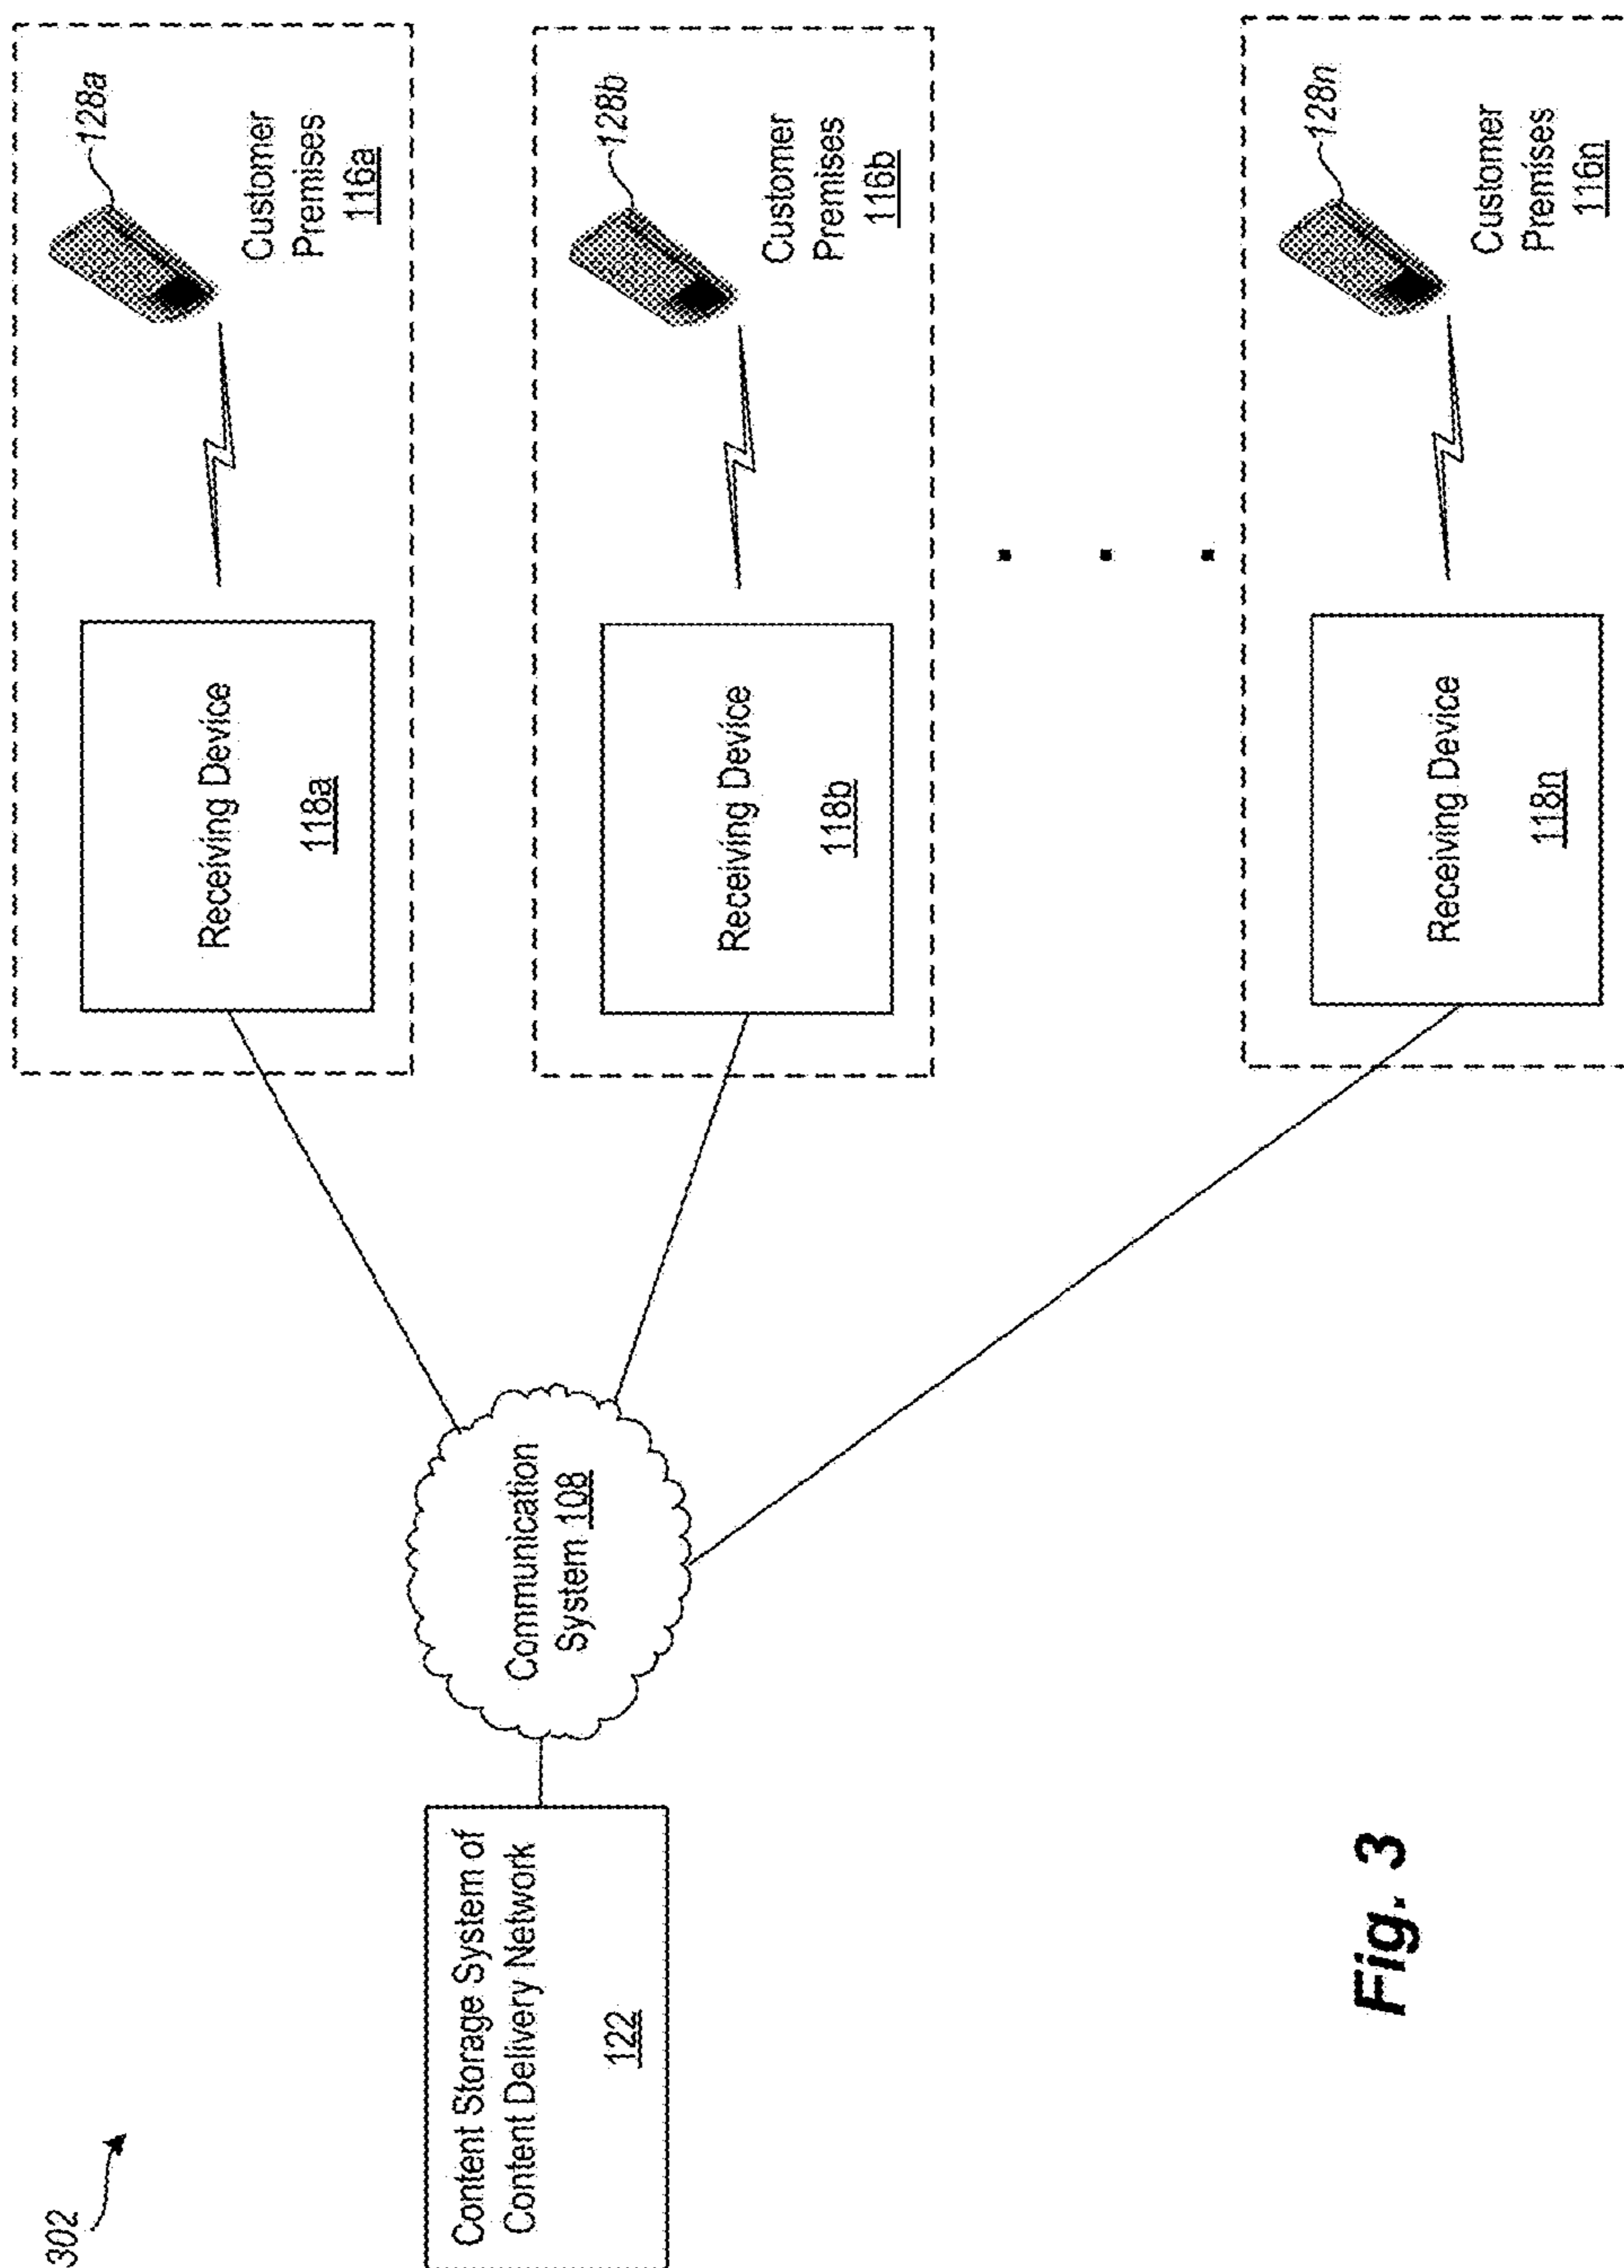 302
Content Storage System of
Content Delivery Network
122
Communication
System 108
Receiving Device
118a
128a
Customer
Premises
116a
Receiving Device
118b
128b
Customer
Premises
116b
Receiving Device
118n
128n
Customer
Premises
116n
Fig. 3